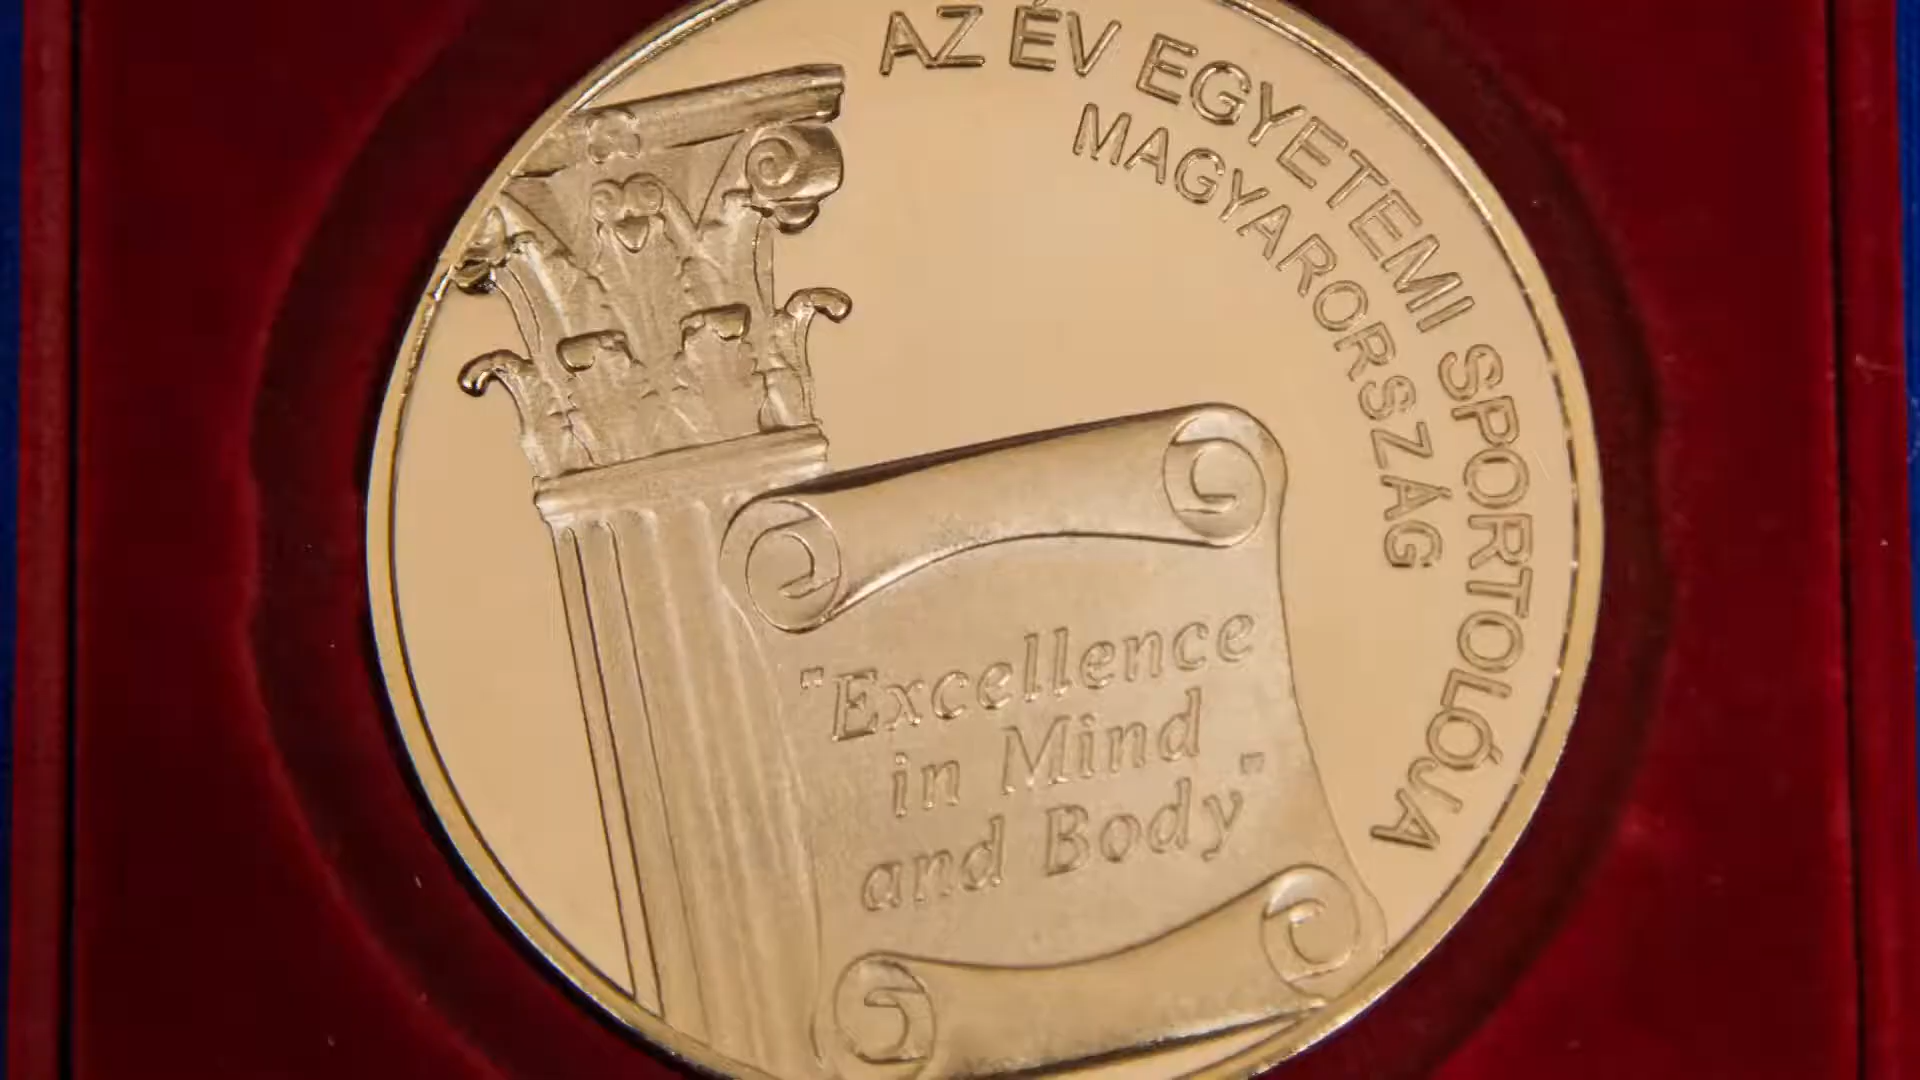 AZ ÉV EGYETEMI SPORTOLÓJA
MAGYARORSZÁG
"Excellence
in Mind
and Body"